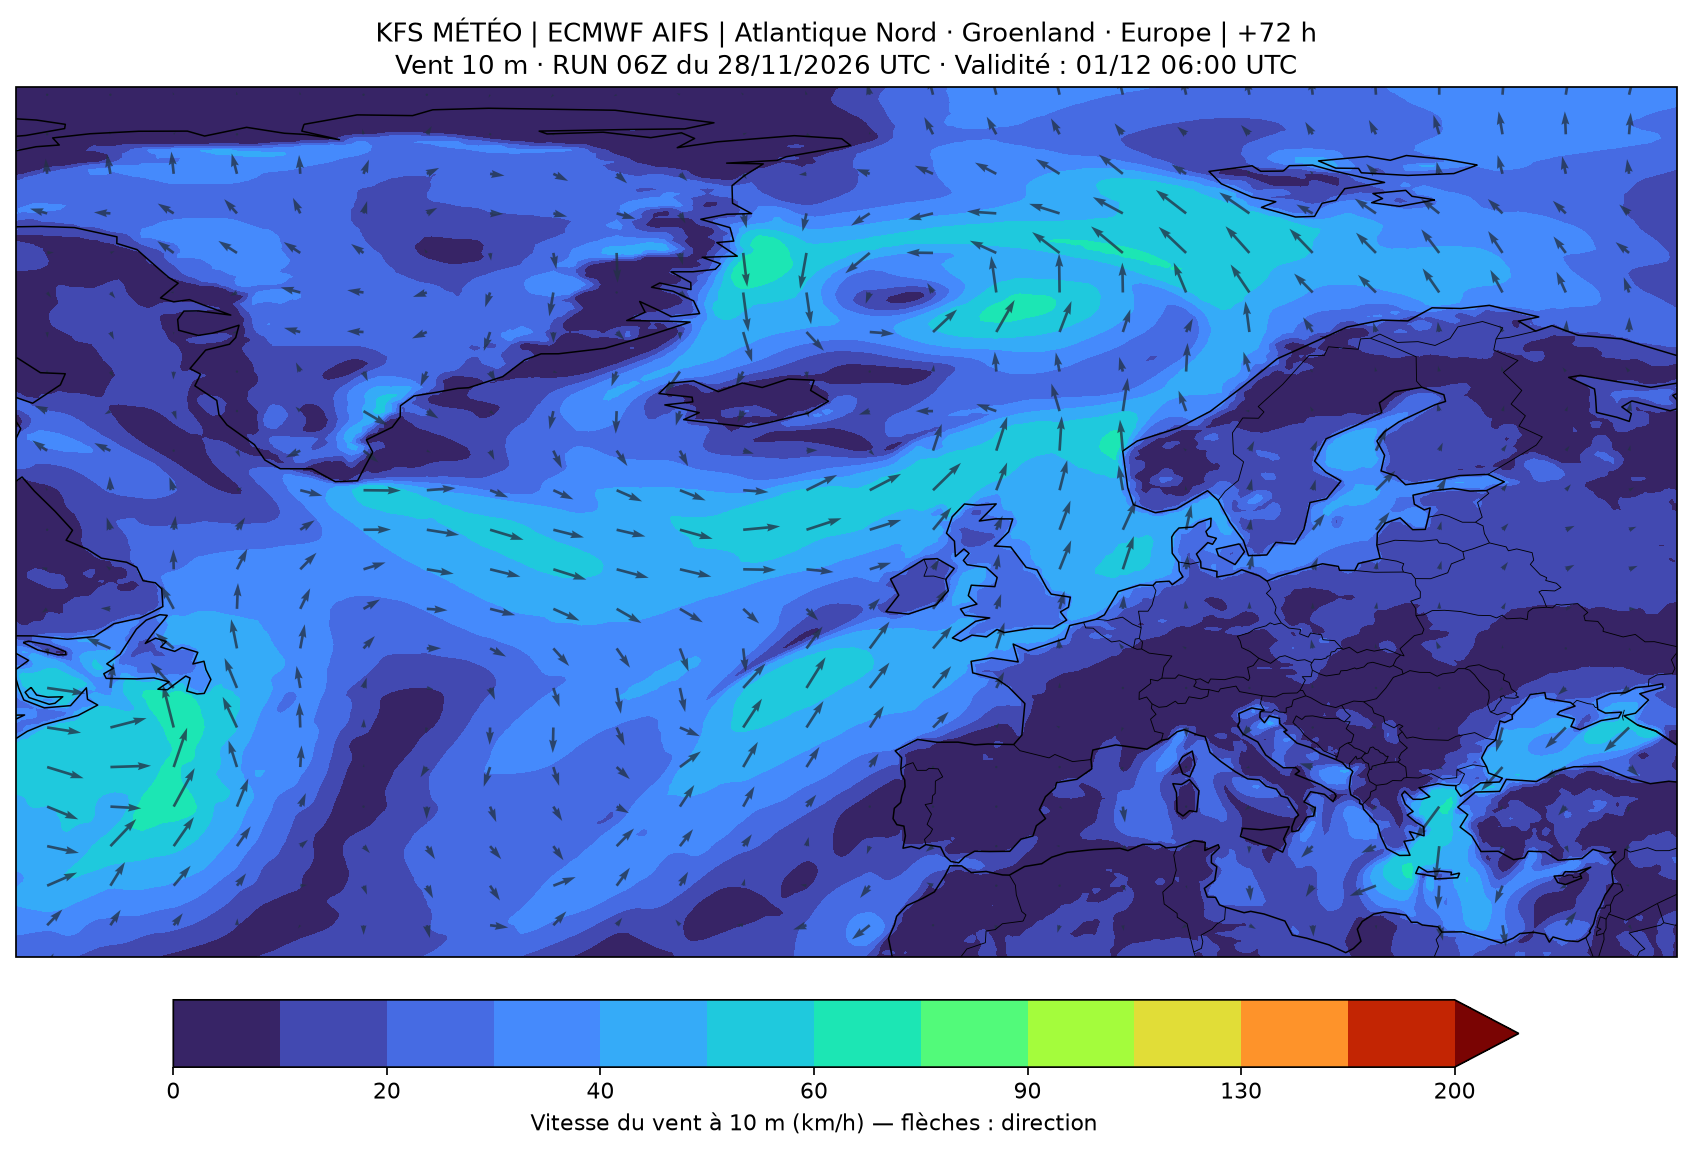 KFS MÉTÉO | ECMWF AIFS | Atlantique Nord · Groenland · Europe | +72 h
Vent 10 m · RUN 06Z du 28/11/2026 UTC · Validité : 01/12 06:00 UTC
0 20 40 60 90 130 200
Vitesse du vent à 10 m (km/h) — flèches : direction